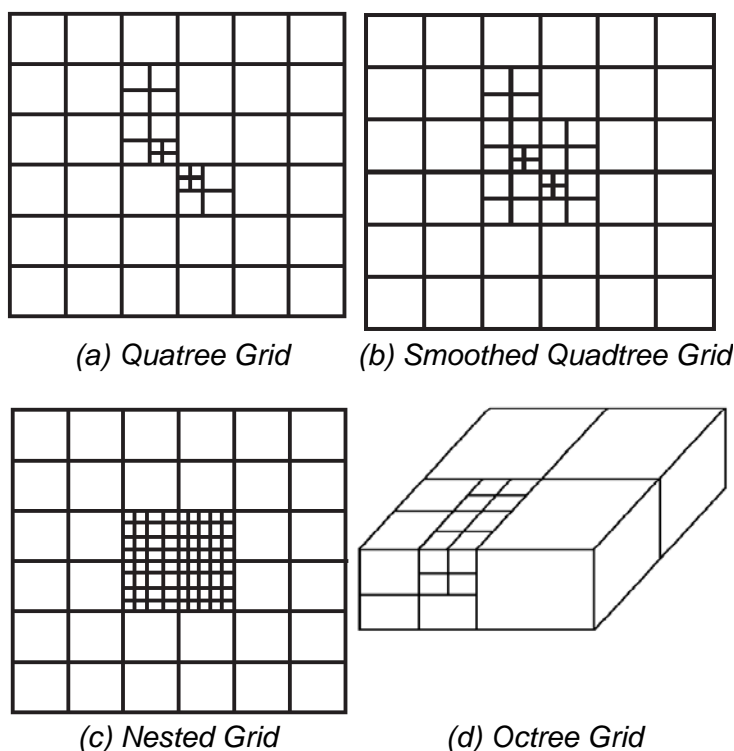 (a) Quatree Grid
(b) Smoothed Quadtree Grid
(c) Nested Grid
(d) Octree Grid